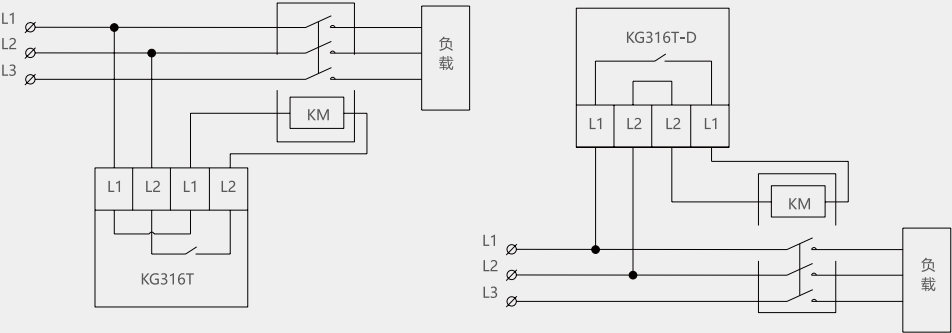 L1
L2
L3
负
载
KM
L1 L2 L1 L2
KG316T
KG316T-D
L1 L2 L2 L1
KM
L1
L2
L3
负
载